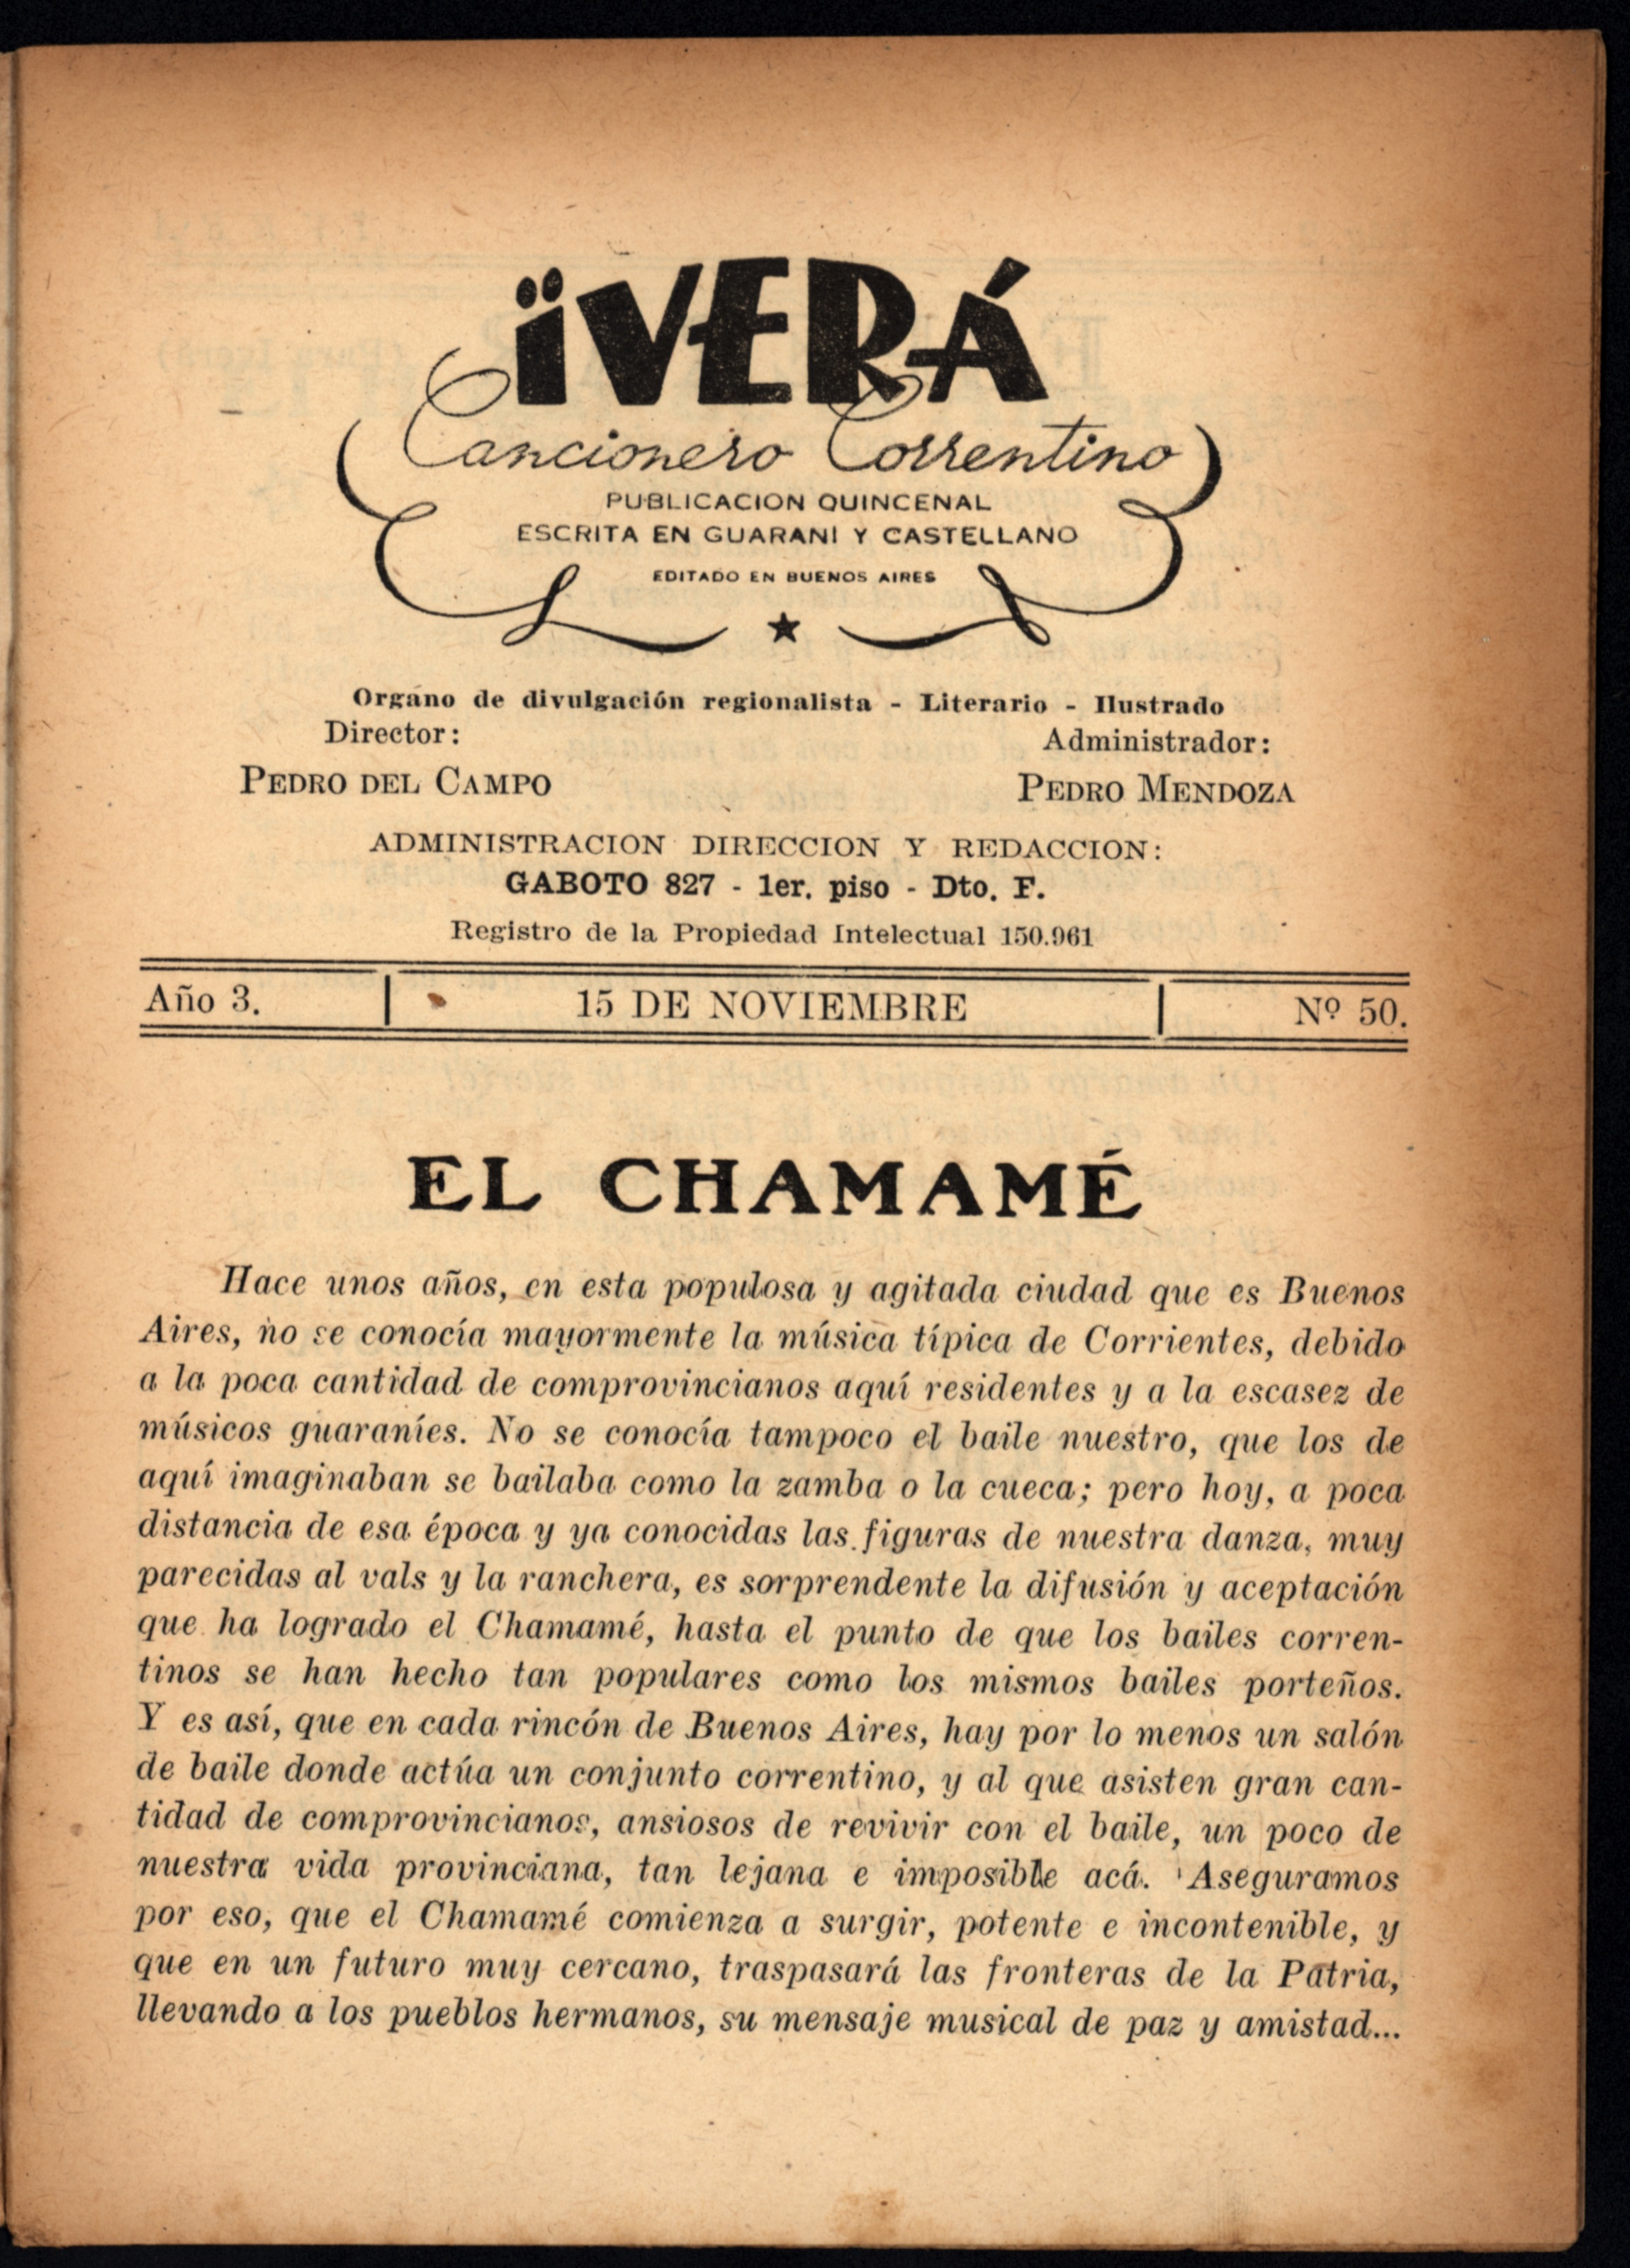 ÏVERÁ
Cancionero Correntino
PUBLICACION QUINCENAL
ESCRITA EN GUARANÍ Y CASTELLANO
EDITADO EN BUENOS AIRES
Organo de divulgación regionalista - Literario - Ilustrado
Director:
Administrador:
PEDRO DEL CAMPO
PEDRO MENDOZA
ADMINISTRACION DIRECCION Y REDACCION:
GABOTO 827 - 1er. piso - Dto. F.
Registro de la Propiedad Intelectual 150.961
Año 3. 15 DE NOVIEMBRE Nº 50.
EL CHAMAMÉ
Hace unos años, en esta populosa y agitada ciudad que es Buenos
Aires, no se conocía mayormente la música típica de Corrientes, debido
a la poca cantidad de comprovincianos aquí residentes y a la escasez de
músicos guaraníes. No se conocía tampoco el baile nuestro, que los de
aquí imaginaban se bailaba como la zamba o la cueca; pero hoy, a poca
distancia de esa época y ya conocidas las figuras de nuestra danza, muy
parecidas al vals y la ranchera, es sorprendente la difusión y aceptación
que ha logrado el Chamamé, hasta el punto de que los bailes corren-
tinos se han hecho tan populares como los mismos bailes porteños.
Y es así, que en cada rincón de Buenos Aires, hay por lo menos un salón
de baile donde actúa un conjunto correntino, y al que asisten gran can-
tidad de comprovincianos, ansiosos de revivir con el baile, un poco de
nuestra vida provinciana, tan lejana e imposible acá. Aseguramos
por eso, que el Chamamé comienza a surgir, potente e incontenible, y
que en un futuro muy cercano, traspasará las fronteras de la Patria,
llevando a los pueblos hermanos, su mensaje musical de paz y amistad...